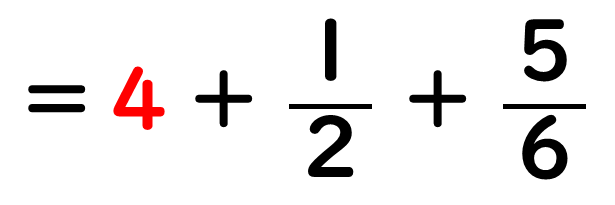 = 4 + 1/2 + 5/6